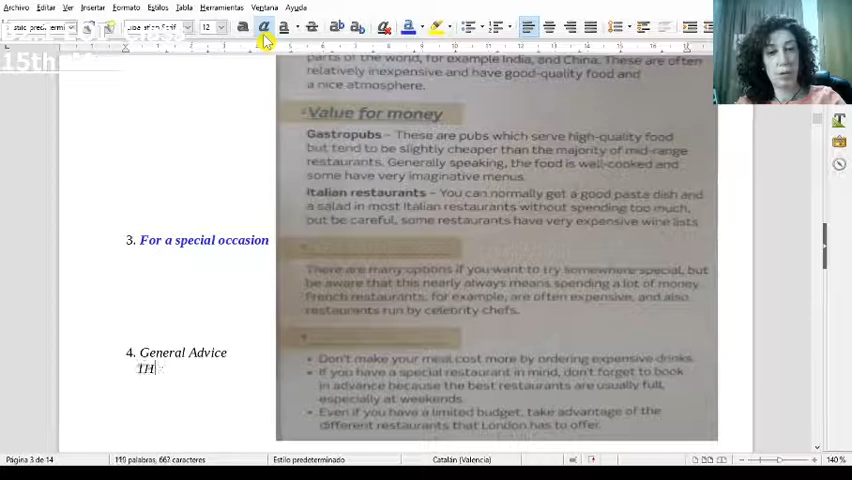 Archivo Editar Ver Insertar Formato Estilos Tabla Herramientas Ventana Ayuda
12
15th
parts of the world, for example India, and China. These are often
relatively inexpensive and have good-quality food and
a nice atmosphere.
Value for money
Gastropubs – These are pubs which serve high-quality food
but tend to be slightly cheaper than the majority of mid-range
restaurants. Generally speaking, the food is well-cooked and
some have very imaginative menus.
Italian restaurants – You can normally get a good pasta dish and
a salad in most Italian restaurants without spending too much,
but be careful, some restaurants have very expensive wine lists
3. For a special occasion
There are many options if you want to try somewhere special, but
be aware that this nearly always means spending a lot of money
French restaurants, for example, are often expensive, and also
restaurants run by celebrity chefs.
4. General Advice
TH
• Don't make your meal cost more by ordering expensive drinks.
• If you have a special restaurant in mind, don't forget to book
in advance because the best restaurants are usually full,
especially at weekends.
• Even if you have a limited budget, take advantage of the
different restaurants that London has to offer.
Página 3 de 14 119 palabras, 667 caracteres Estilo predeterminado Catalán (Valencia) 140 %